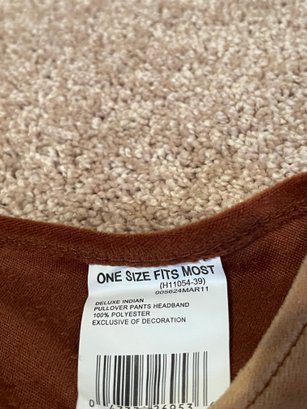 ONE SIZE FITS MOST
(H11054-39)
005624MAR11
DELUXE INDIAN
PULLOVER PANTS HEADBAND
100% POLYESTER
EXCLUSIVE OF DECORATION